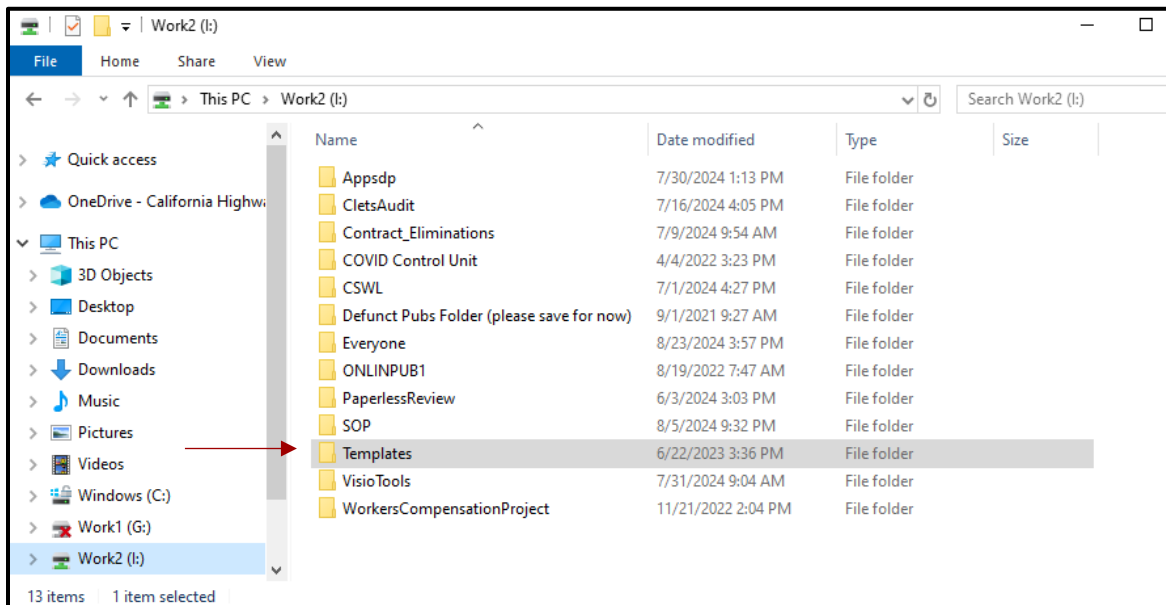 Work2 (I:)
File Home Share View
This PC > Work2 (I:) Search Work2 (I:)
Name Date modified Type Size
Quick access
OneDrive - California Highw
This PC
3D Objects
Desktop
Documents
Downloads
Music
Pictures
Videos
Windows (C:)
Work1 (G:)
Work2 (I:)
Appsdp 7/30/2024 1:13 PM File folder
CletsAudit 7/16/2024 4:05 PM File folder
Contract_Eliminations 7/9/2024 9:54 AM File folder
COVID Control Unit 4/4/2022 3:23 PM File folder
CSWL 7/1/2024 4:27 PM File folder
Defunct Pubs Folder (please save for now) 9/1/2021 9:27 AM File folder
Everyone 8/23/2024 3:57 PM File folder
ONLINPUB1 8/19/2022 7:47 AM File folder
PaperlessReview 6/3/2024 3:03 PM File folder
SOP 8/5/2024 9:32 PM File folder
Templates 6/22/2023 3:36 PM File folder
VisioTools 7/31/2024 9:04 AM File folder
WorkersCompensationProject 11/21/2022 2:04 PM File folder
13 items 1 item selected